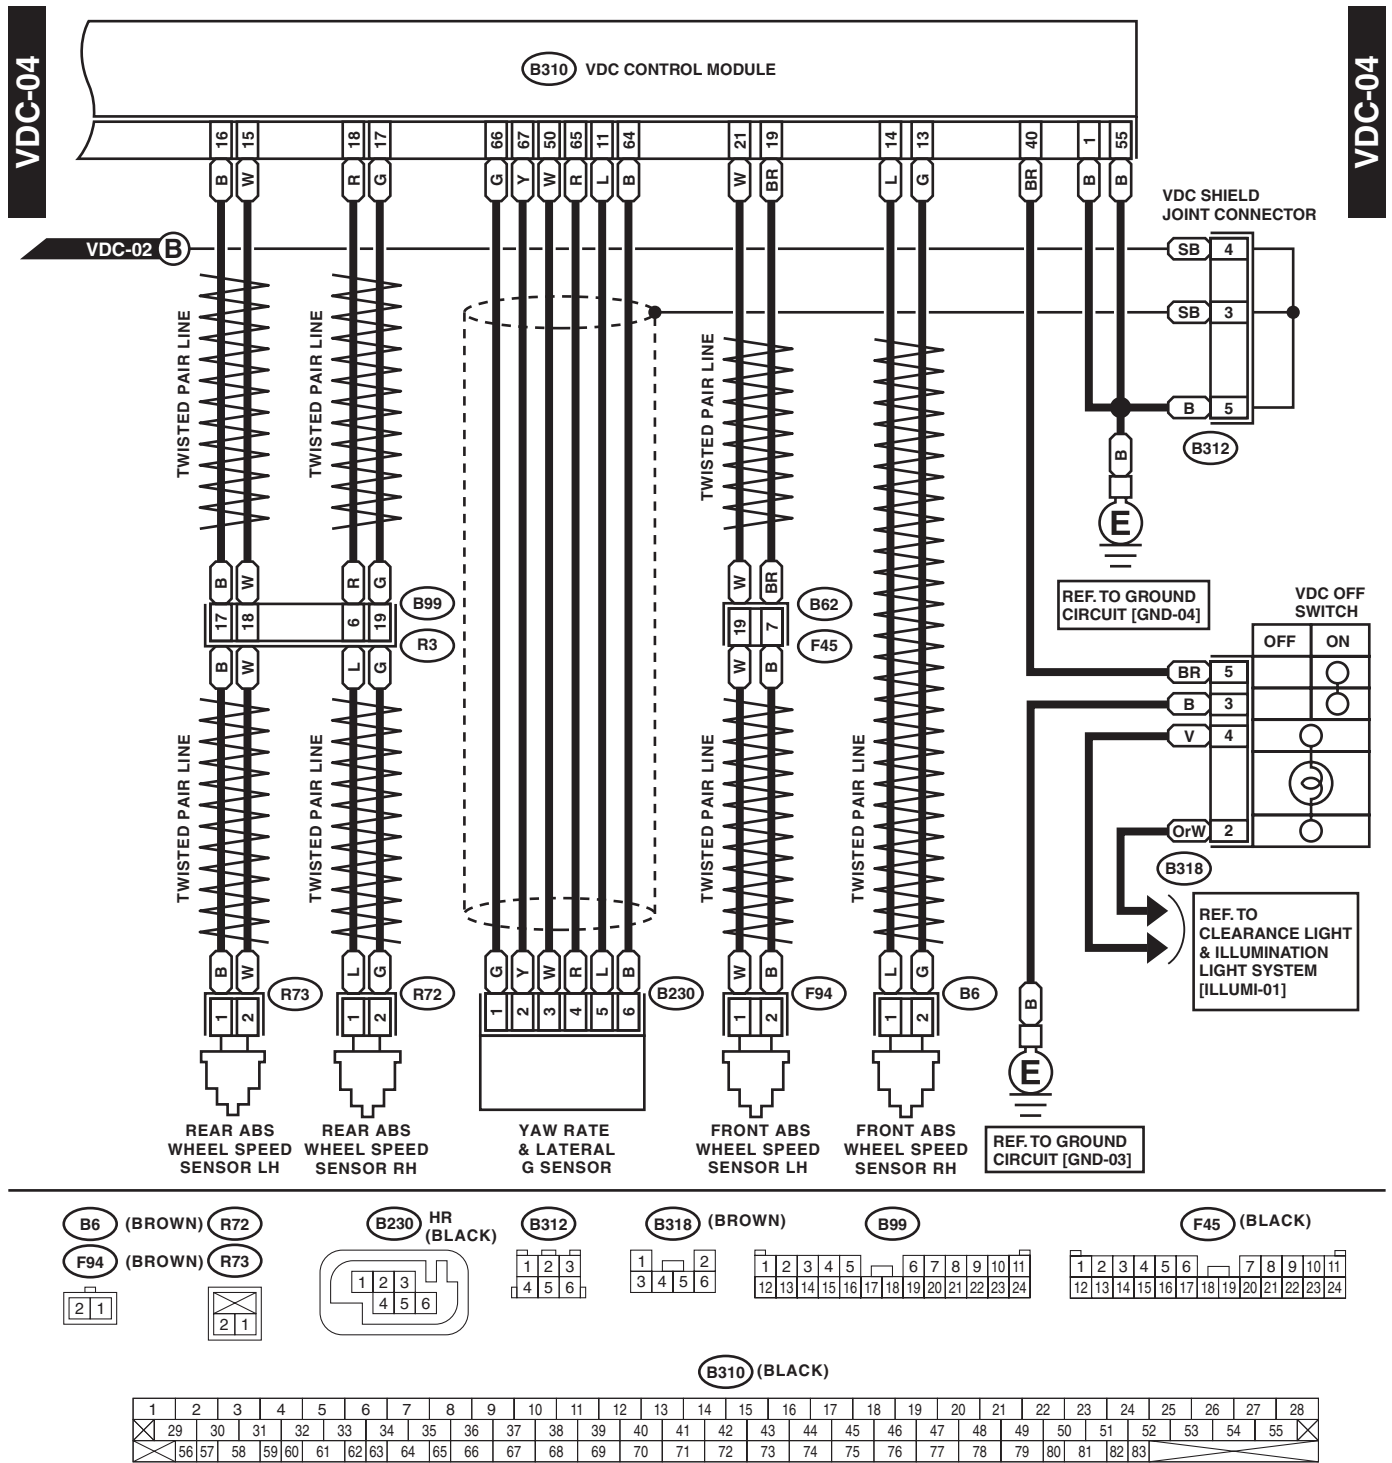 VDC-04
VDC-04
B310 VDC CONTROL MODULE
16 15 18 17 66 67 50 65 11 64 21 19 14 13 40 1 55
B W R G G Y W R L B W BR L G BR B B
VDC SHIELD
JOINT CONNECTOR
VDC-02 B
SB 4
SB 3
B 5
B312
B
E
REF. TO GROUND
CIRCUIT [GND-04]
TWISTED PAIR LINE
TWISTED PAIR LINE
TWISTED PAIR LINE
B W R G W BR
17 18 6 19 B99
R3
19 7 B62
F45
B W L G W B
VDC OFF
SWITCH
OFF ON
BR 5
B 3
V 4
OrW 2
B318
TWISTED PAIR LINE
TWISTED PAIR LINE
TWISTED PAIR LINE
TWISTED PAIR LINE
REF. TO
CLEARANCE LIGHT
& ILLUMINATION
LIGHT SYSTEM
[ILLUMI-01]
B W L G G Y W R L B W B L G
1 2 R73
1 2 R72
1 2 3 4 5 6 B230
1 2 F94
1 2 B6
B
E
REF. TO GROUND
CIRCUIT [GND-03]
REAR ABS
WHEEL SPEED
SENSOR LH
REAR ABS
WHEEL SPEED
SENSOR RH
YAW RATE
& LATERAL
G SENSOR
FRONT ABS
WHEEL SPEED
SENSOR LH
FRONT ABS
WHEEL SPEED
SENSOR RH
B6 (BROWN) R72
F94 (BROWN) R73
2 1
2 1
B230 HR
(BLACK)
1 2 3
4 5 6
B312
1 2 3
4 5 6
B318 (BROWN)
1 2
3 4 5 6
B99
1 2 3 4 5 6 7 8 9 10 11
12 13 14 15 16 17 18 19 20 21 22 23 24
F45 (BLACK)
1 2 3 4 5 6 7 8 9 10 11
12 13 14 15 16 17 18 19 20 21 22 23 24
B310 (BLACK)
1 2 3 4 5 6 7 8 9 10 11 12 13 14 15 16 17 18 19 20 21 22 23 24 25 26 27 28
29 30 31 32 33 34 35 36 37 38 39 40 41 42 43 44 45 46 47 48 49 50 51 52 53 54 55
56 57 58 59 60 61 62 63 64 65 66 67 68 69 70 71 72 73 74 75 76 77 78 79 80 81 82 83